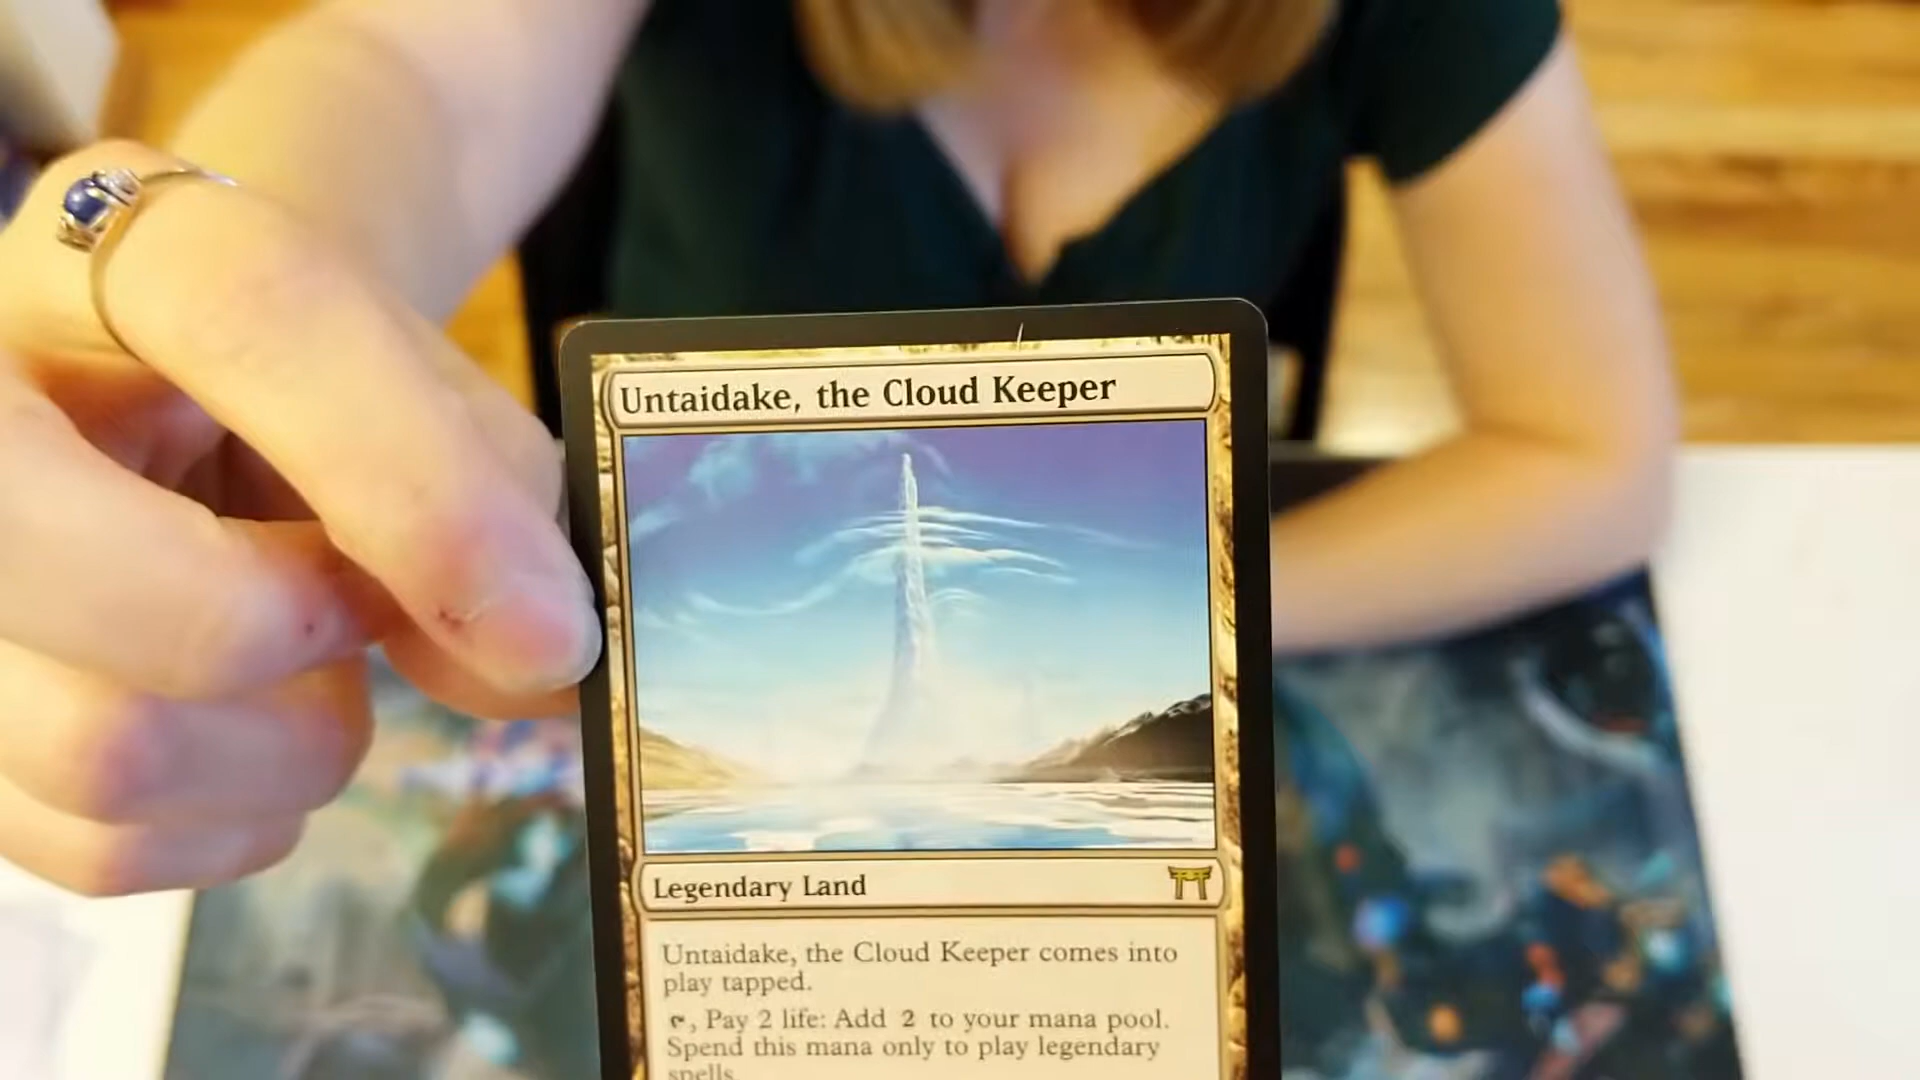 Untaidake, the Cloud Keeper
Legendary Land
Untaidake, the Cloud Keeper comes into
play tapped.
, Pay 2 life: Add 2 to your mana pool.
Spend this mana only to play legendary
spells.